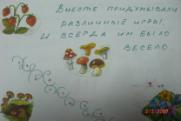 Вместе придумывали
различные игры,
и всегда им было
весело.